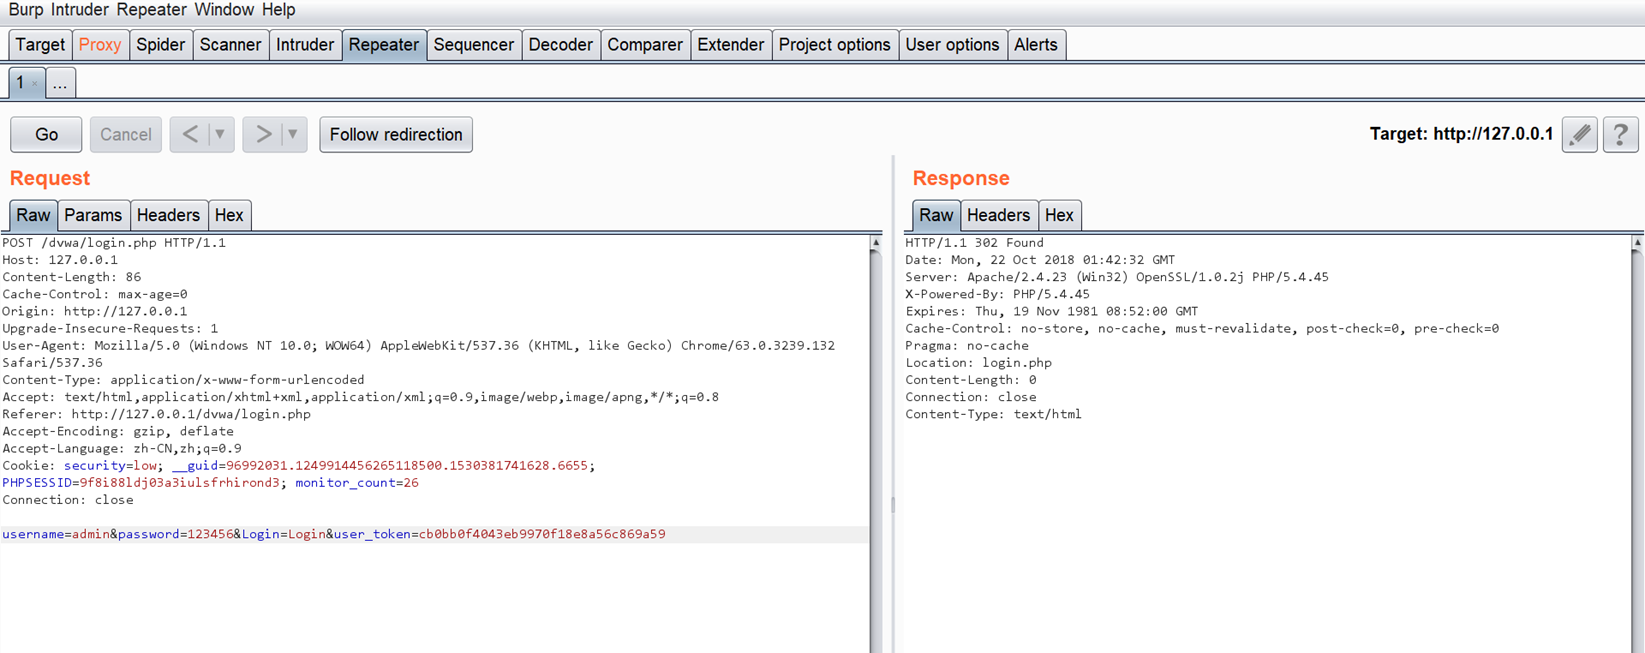 Burp Intruder Repeater Window Help
Target Proxy Spider Scanner Intruder Repeater Sequencer Decoder Comparer Extender Project options User options Alerts
1 × ...
Go Cancel < ▼ > ▼ Follow redirection Target: http://127.0.0.1 ?
Request
Raw Params Headers Hex
POST /dvwa/login.php HTTP/1.1
Host: 127.0.0.1
Content-Length: 86
Cache-Control: max-age=0
Origin: http://127.0.0.1
Upgrade-Insecure-Requests: 1
User-Agent: Mozilla/5.0 (Windows NT 10.0; WOW64) AppleWebKit/537.36 (KHTML, like Gecko) Chrome/63.0.3239.132
Safari/537.36
Content-Type: application/x-www-form-urlencoded
Accept: text/html,application/xhtml+xml,application/xml;q=0.9,image/webp,image/apng,*/*;q=0.8
Referer: http://127.0.0.1/dvwa/login.php
Accept-Encoding: gzip, deflate
Accept-Language: zh-CN,zh;q=0.9
Cookie: security=low; __guid=96992031.1249914456265118500.1530381741628.6655;
PHPSESSID=9f8i88ldj03a3iulsfrhirond3; monitor_count=26
Connection: close
username=admin&password=123456&Login=Login&user_token=cb0bb0f4043eb9970f18e8a56c869a59
Response
Raw Headers Hex
HTTP/1.1 302 Found
Date: Mon, 22 Oct 2018 01:42:32 GMT
Server: Apache/2.4.23 (Win32) OpenSSL/1.0.2j PHP/5.4.45
X-Powered-By: PHP/5.4.45
Expires: Thu, 19 Nov 1981 08:52:00 GMT
Cache-Control: no-store, no-cache, must-revalidate, post-check=0, pre-check=0
Pragma: no-cache
Location: login.php
Content-Length: 0
Connection: close
Content-Type: text/html